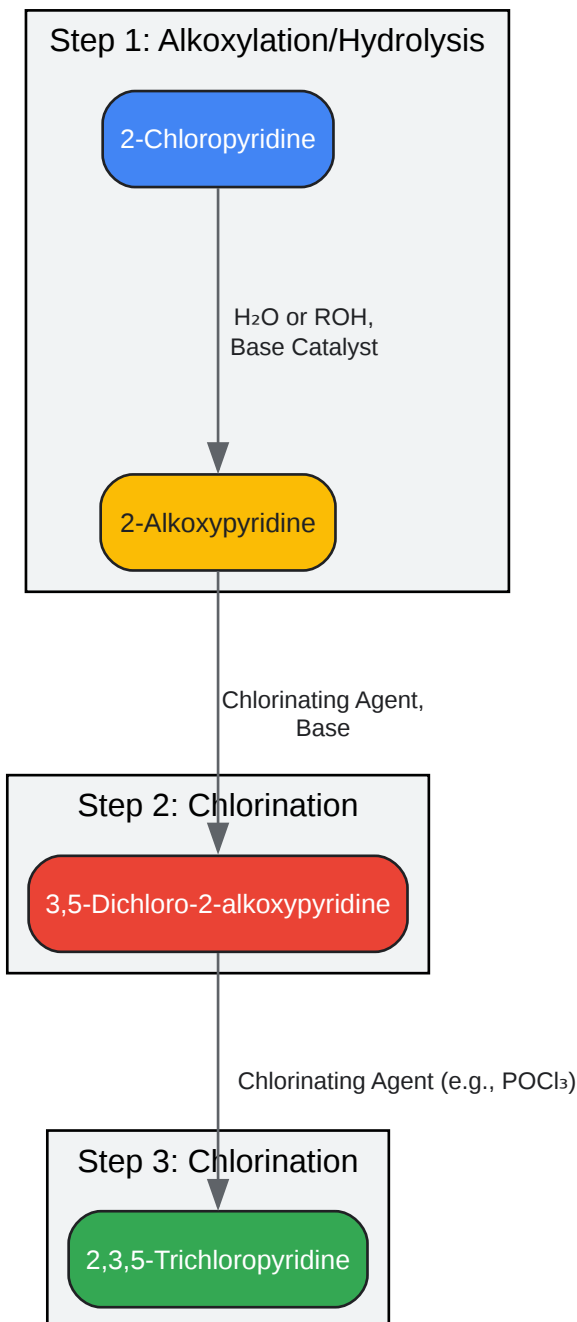 Step 1: Alkoxylation/Hydrolysis
2-Chloropyridine
H₂O or ROH,
Base Catalyst
2-Alkoxypyridine
Chlorinating Agent,
Base
Step 2: Chlorination
3,5-Dichloro-2-alkoxypyridine
Chlorinating Agent (e.g., POCl₃)
Step 3: Chlorination
2,3,5-Trichloropyridine